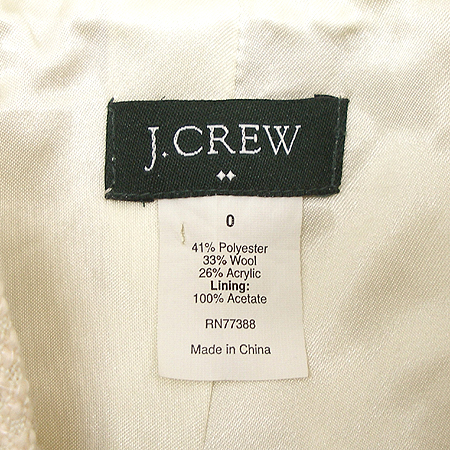 J.CREW
0
41% Polyester
33% Wool
26% Acrylic
Lining:
100% Acetate
RN77388
Made in China